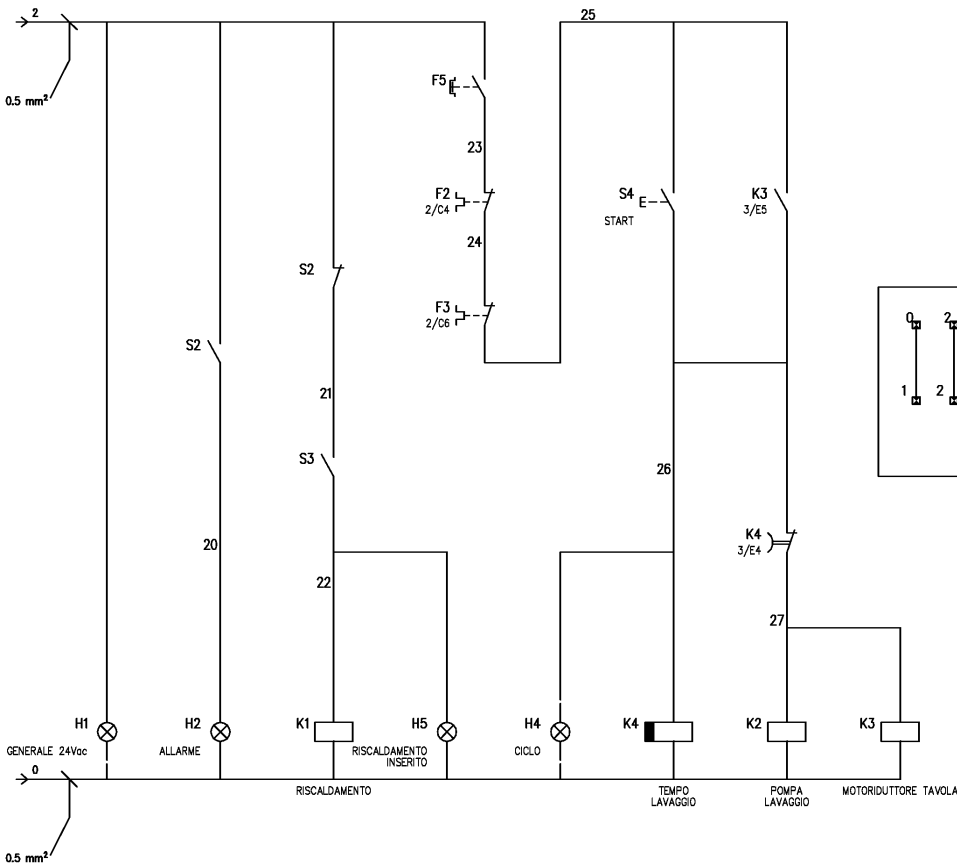 2
25
0.5 mm²
F5
23
F2
2/C4
S4
E
START
K3
3/E5
24
S2
F3
2/C6
0 2
S2
21
1 2
S3
26
20
K4
3/E4
22
27
H1
GENERALE 24Vac
H2
ALLARME
K1
H5
RISCALDAMENTO
INSERITO
H4
CICLO
K4
K2
K3
0
RISCALDAMENTO
TEMPO
LAVAGGIO
POMPA
LAVAGGIO
MOTORIDUTTORE TAVOLA
0.5 mm²